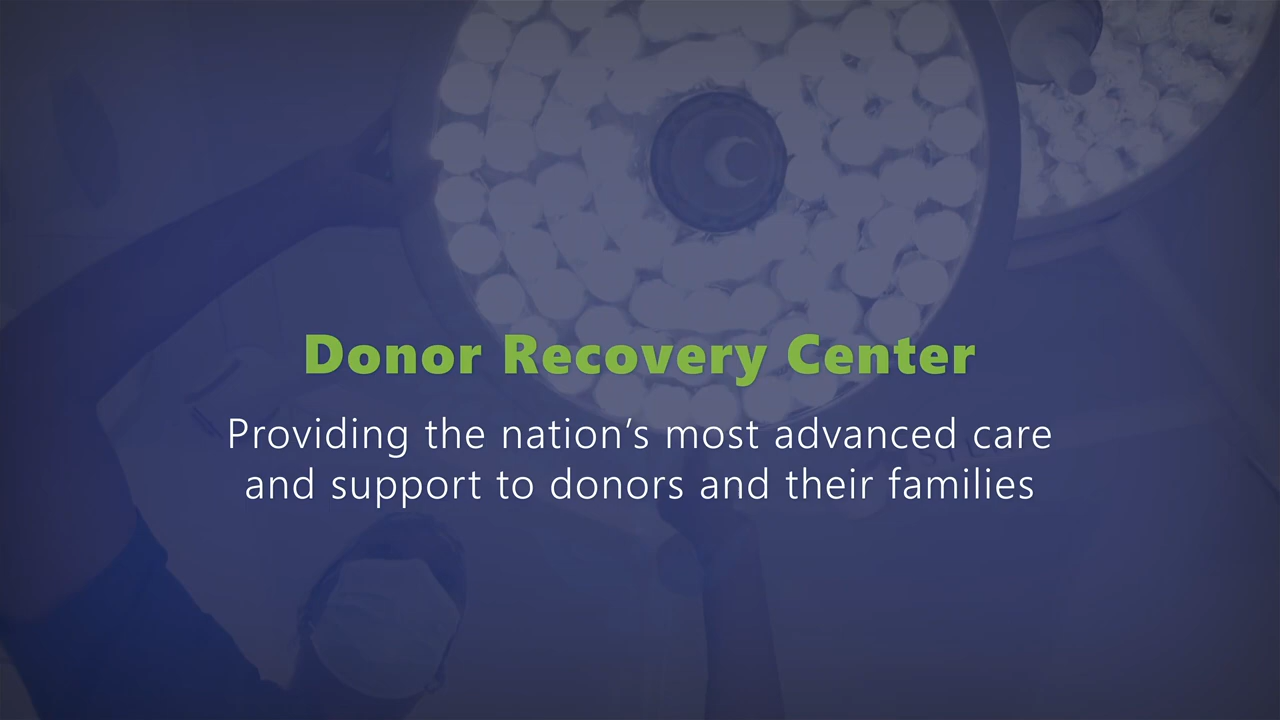 Donor Recovery Center
Providing the nation’s most advanced care
and support to donors and their families